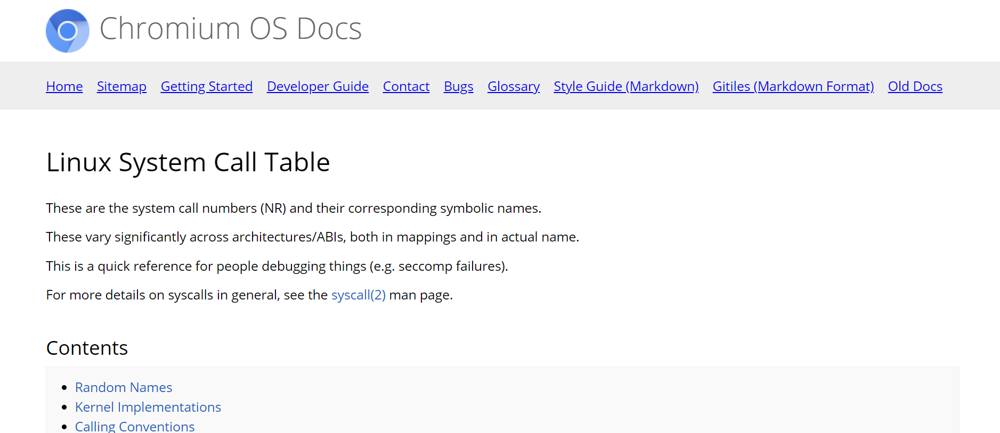 Chromium OS Docs
Home Sitemap Getting Started Developer Guide Contact Bugs Glossary Style Guide (Markdown) Gitiles (Markdown Format) Old Docs
Linux System Call Table
These are the system call numbers (NR) and their corresponding symbolic names.
These vary significantly across architectures/ABIs, both in mappings and in actual name.
This is a quick reference for people debugging things (e.g. seccomp failures).
For more details on syscalls in general, see the syscall(2) man page.
Contents
Random Names
Kernel Implementations
Calling Conventions